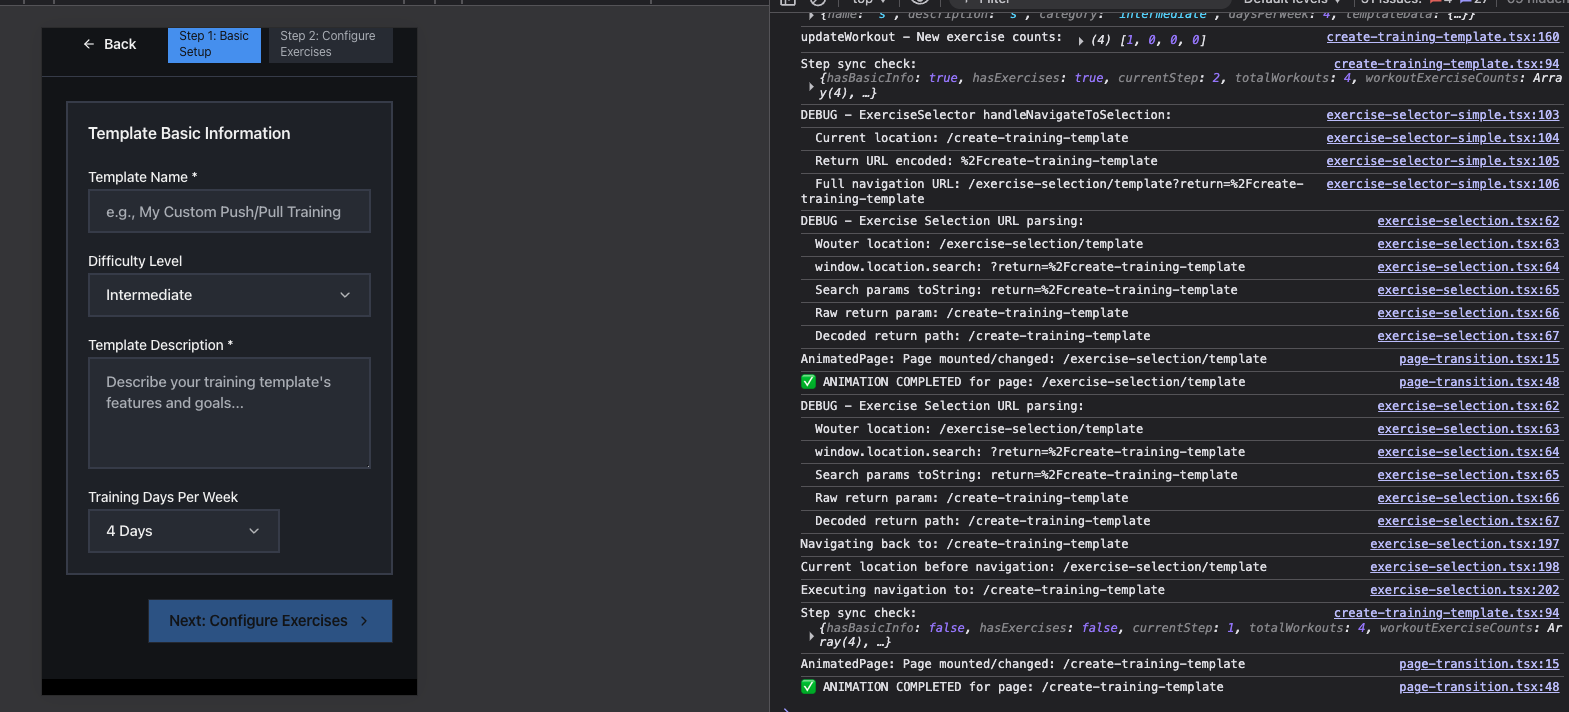 Back
Step 1: Basic
Setup
Step 2: Configure
Exercises
Template Basic Information
Template Name *
e.g., My Custom Push/Pull Training
Difficulty Level
Intermediate
Template Description *
Describe your training template's
features and goals...
Training Days Per Week
4 Days
Next: Configure Exercises
top
Filter
Default levels
{name: "s", description: "s", category: "intermediate", daysPerWeek: 4, templateData: {…}}
updateWorkout – New exercise counts: (4) [1, 0, 0, 0] create-training-template.tsx:160
Step sync check: create-training-template.tsx:94
{hasBasicInfo: true, hasExercises: true, currentStep: 2, totalWorkouts: 4, workoutExerciseCounts: Arra
y(4), …}
DEBUG – ExerciseSelector handleNavigateToSelection: exercise-selector-simple.tsx:103
Current location: /create-training-template exercise-selector-simple.tsx:104
Return URL encoded: %2Fcreate-training-template exercise-selector-simple.tsx:105
Full navigation URL: /exercise-selection/template?return=%2Fcreate- exercise-selector-simple.tsx:106
training-template
DEBUG – Exercise Selection URL parsing: exercise-selection.tsx:62
Wouter location: /exercise-selection/template exercise-selection.tsx:63
window.location.search: ?return=%2Fcreate-training-template exercise-selection.tsx:64
Search params toString: return=%2Fcreate-training-template exercise-selection.tsx:65
Raw return param: /create-training-template exercise-selection.tsx:66
Decoded return path: /create-training-template exercise-selection.tsx:67
AnimatedPage: Page mounted/changed: /exercise-selection/template page-transition.tsx:15
✅ ANIMATION COMPLETED for page: /exercise-selection/template page-transition.tsx:48
DEBUG – Exercise Selection URL parsing: exercise-selection.tsx:62
Wouter location: /exercise-selection/template exercise-selection.tsx:63
window.location.search: ?return=%2Fcreate-training-template exercise-selection.tsx:64
Search params toString: return=%2Fcreate-training-template exercise-selection.tsx:65
Raw return param: /create-training-template exercise-selection.tsx:66
Decoded return path: /create-training-template exercise-selection.tsx:67
Navigating back to: /create-training-template exercise-selection.tsx:197
Current location before navigation: /exercise-selection/template exercise-selection.tsx:198
Executing navigation to: /create-training-template exercise-selection.tsx:202
Step sync check: create-training-template.tsx:94
{hasBasicInfo: false, hasExercises: false, currentStep: 1, totalWorkouts: 4, workoutExerciseCounts: Ar
ray(4), …}
AnimatedPage: Page mounted/changed: /create-training-template page-transition.tsx:15
✅ ANIMATION COMPLETED for page: /create-training-template page-transition.tsx:48